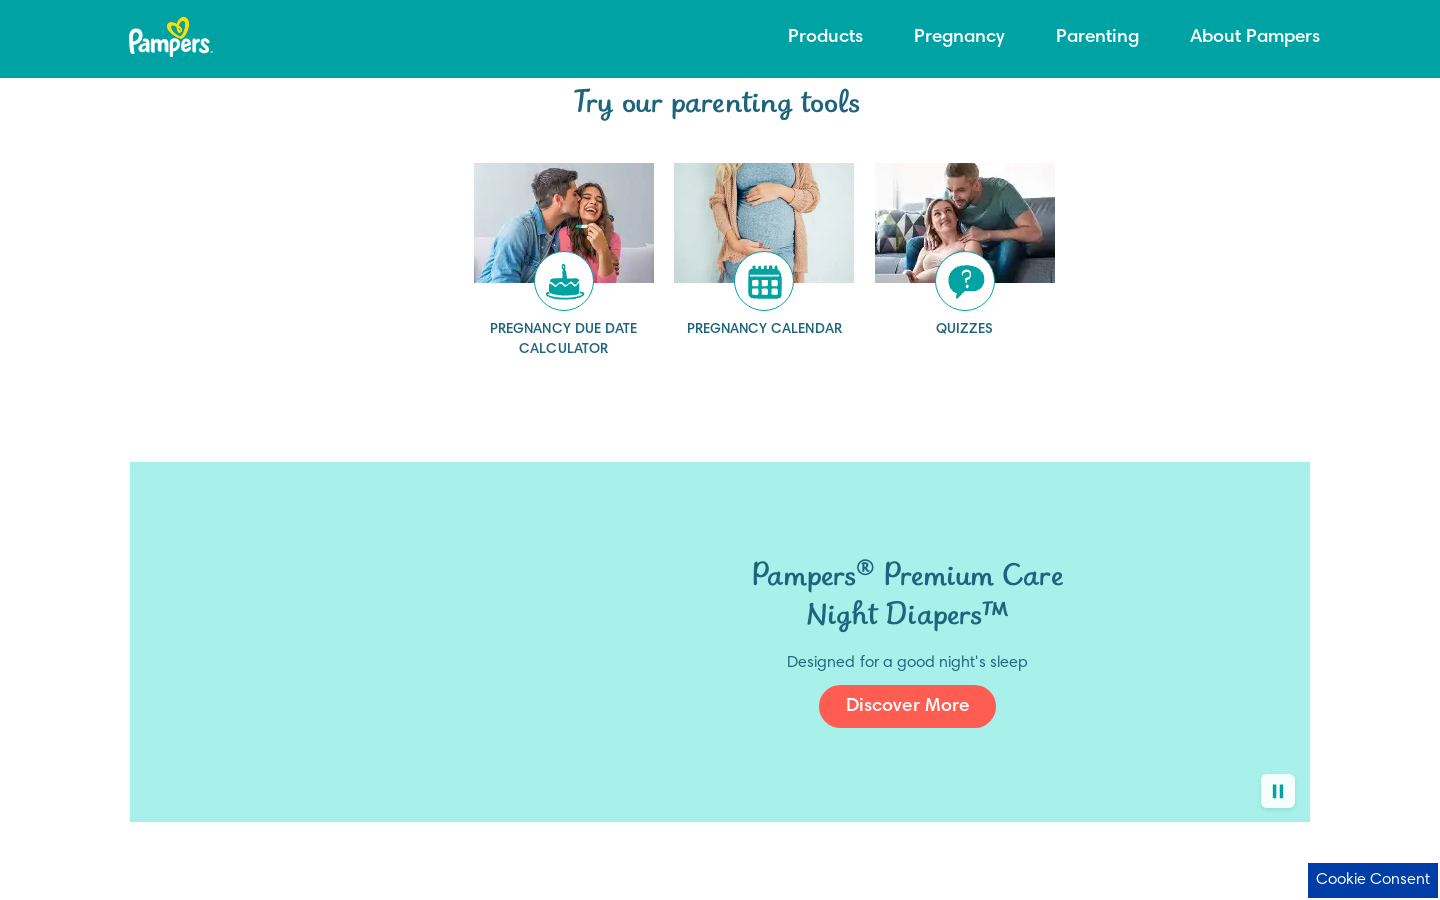 Pampers
Products
Pregnancy
Parenting
About Pampers
Try our parenting tools
PREGNANCY DUE DATE
CALCULATOR
PREGNANCY CALENDAR
QUIZZES
Pampers® Premium Care
Night Diapers™
Designed for a good night's sleep
Discover More
Cookie Consent